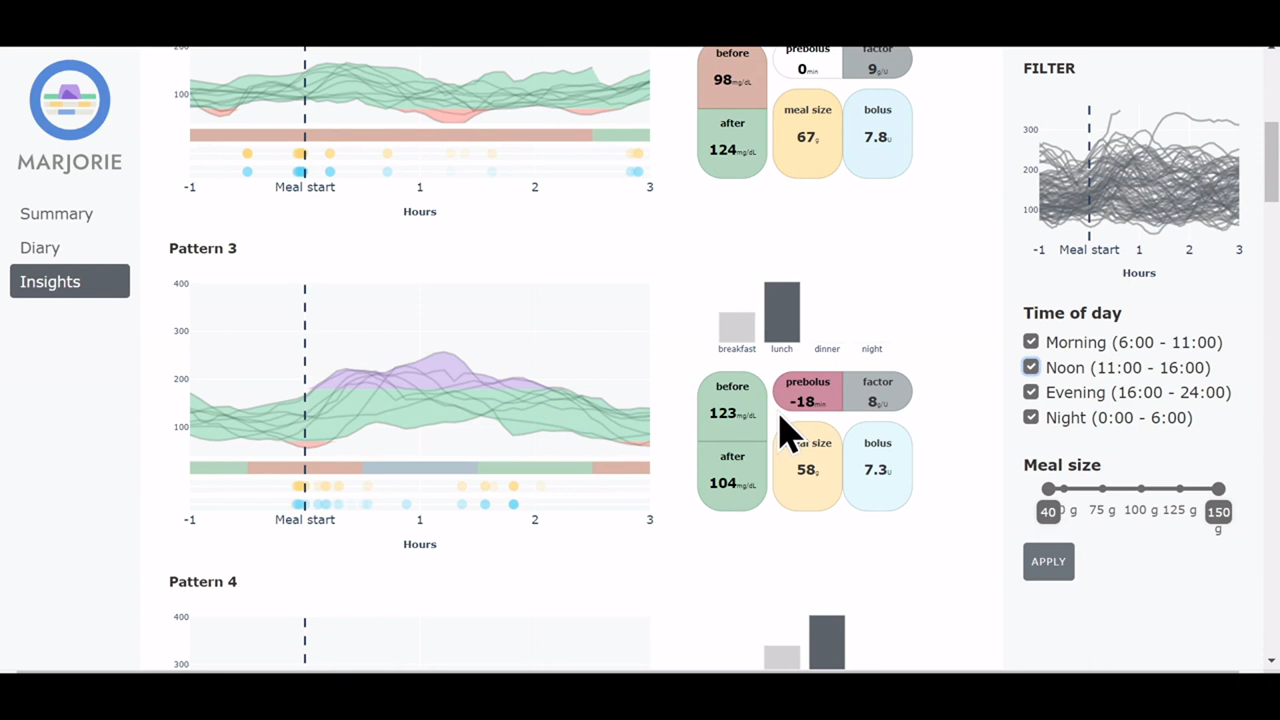 MARJORIE
Summary
Diary
Insights
200
100
-1 Meal start 1 2 3
Hours
before
98mg/dL
after
124mg/dL
prebolus
0min
factor
9g/U
meal size
67g
bolus
7.8U
Pattern 3
400
300
200
100
-1 Meal start 1 2 3
Hours
breakfast lunch dinner night
before
123mg/dL
after
104mg/dL
prebolus
-18min
factor
8g/U
size
58g
bolus
7.3U
Pattern 4
400
300
FILTER
300
200
100
-1 Meal start 1 2 3
Hours
Time of day
Morning (6:00 - 11:00)
Noon (11:00 - 16:00)
Evening (16:00 - 24:00)
Night (0:00 - 6:00)
Meal size
40 g 75 g 100 g 125 g 150
g
APPLY